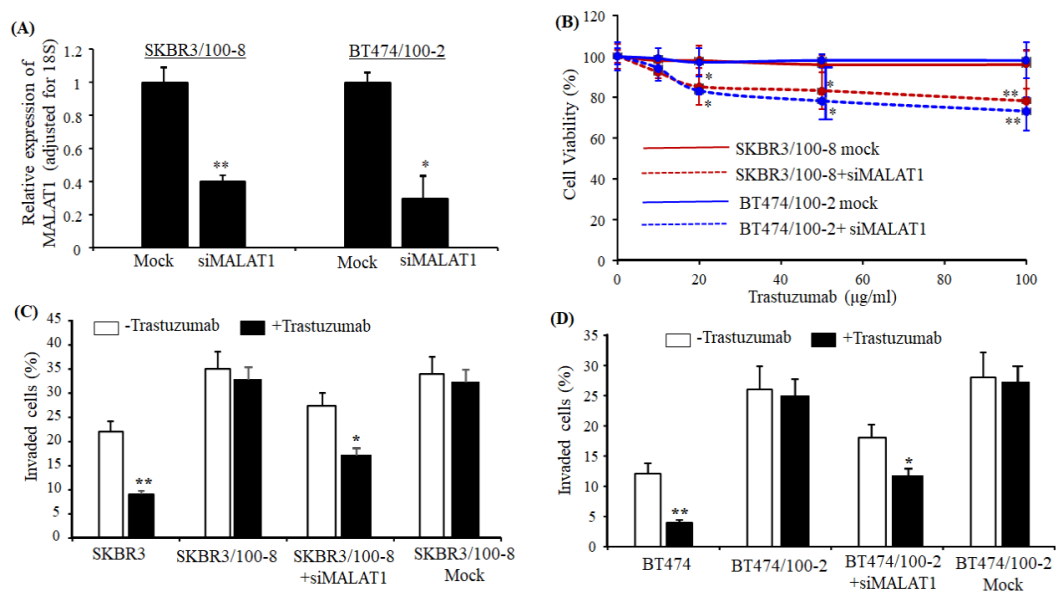 (A)
SKBR3/100-8
BT474/100-2
Relative expression of
MALAT1 (adjusted for 18S)
1.2
1
0.8
0.6
0.4
0.2
0
**
*
Mock
siMALAT1
Mock
siMALAT1
(B)
Cell Viability (%)
120
100
80
60
40
20
0
*
*
*
*
**
**
SKBR3/100-8 mock
SKBR3/100-8+siMALAT1
BT474/100-2 mock
BT474/100-2+ siMALAT1
0
20
40
60
80
100
Trastuzumab (µg/ml)
(C)
-Trastuzumab
+Trastuzumab
Invaded cells (%)
45
40
35
30
25
20
15
10
5
0
**
*
SKBR3
SKBR3/100-8
SKBR3/100-8
+siMALAT1
SKBR3/100-8
Mock
(D)
-Trastuzumab
+Trastuzumab
Invaded cells (%)
35
30
25
20
15
10
5
0
**
*
BT474
BT474/100-2
BT474/100-2
+siMALAT1
BT474/100-2
Mock